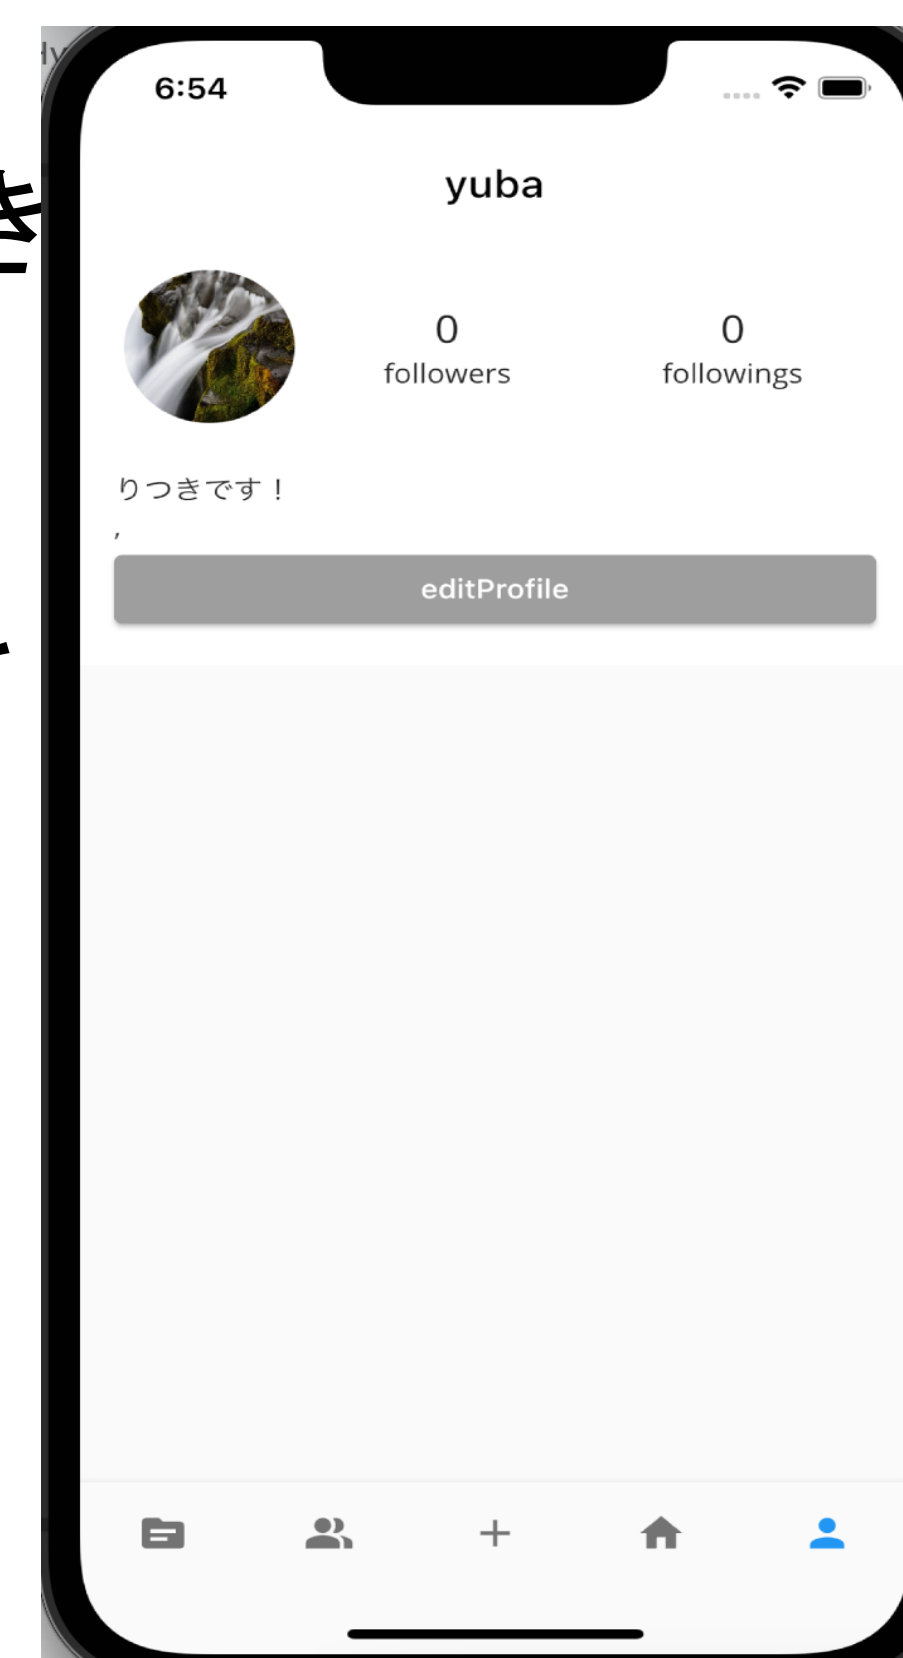 6:54
yuba
0
followers
0
followings
りつきです！
,
editProfile